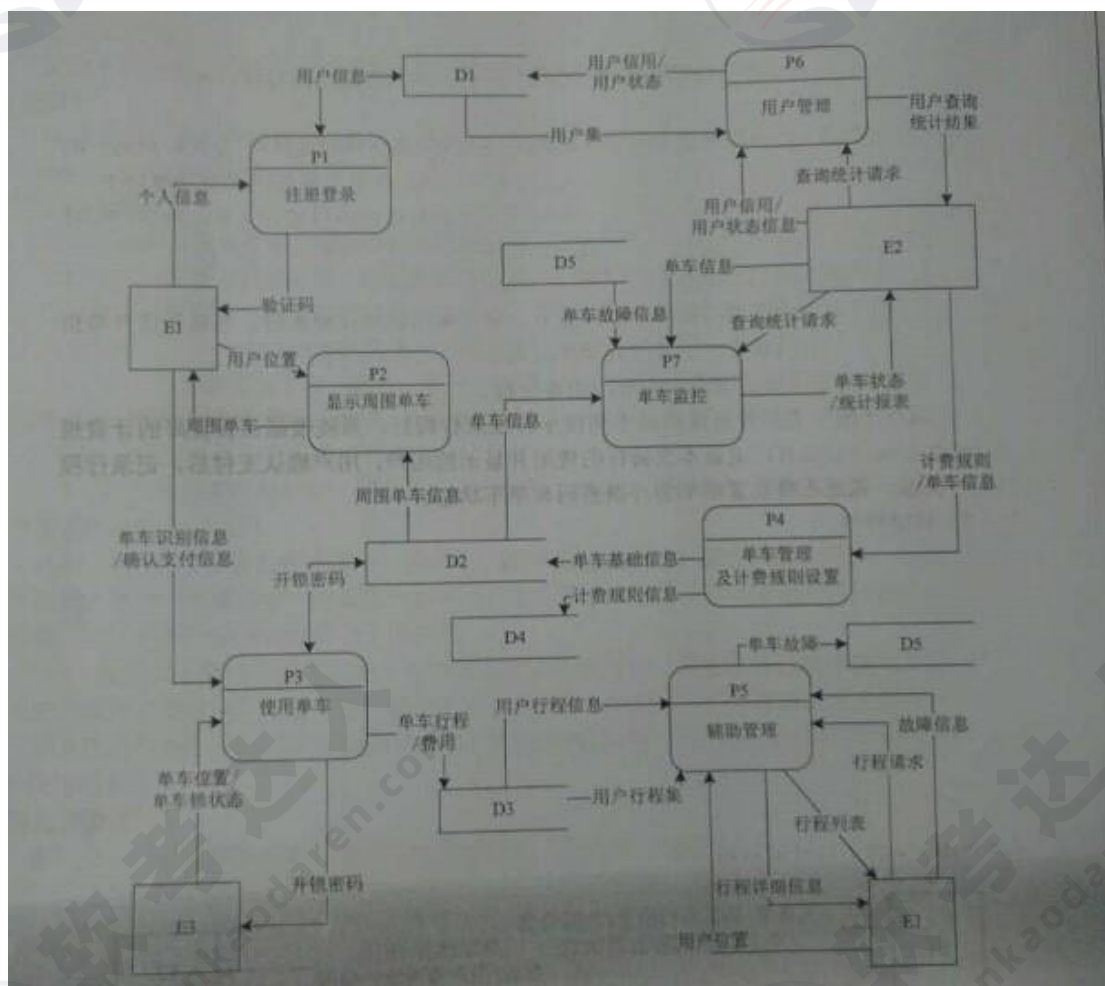 用户信息
D1
用户信用/
用户状态
P6
用户管理
用户查询
统计结果
用户集
P1
注册登录
个人信息
查询统计请求
用户信用/
用户状态信息
E2
D5
单车信息
验证码
E1
单车故障信息
查询统计请求
用户位置
P2
显示周围单车
P7
单车监控
单车状态
/统计报表
周围单车
单车信息
计费规则
/单车信息
周围单车信息
单车识别信息
/确认支付信息
P4
单车管理
及计费规则设置
D2
单车基础信息
开锁密码
计费规则信息
D4
单车故障
D5
P3
使用单车
用户行程信息
P5
辅助管理
单车行程
/费用
故障信息
行程请求
单车位置/
单车锁状态
D3
用户行程集
行程列表
开锁密码
行程详细信息
E3
E1
用户位置
软考达人